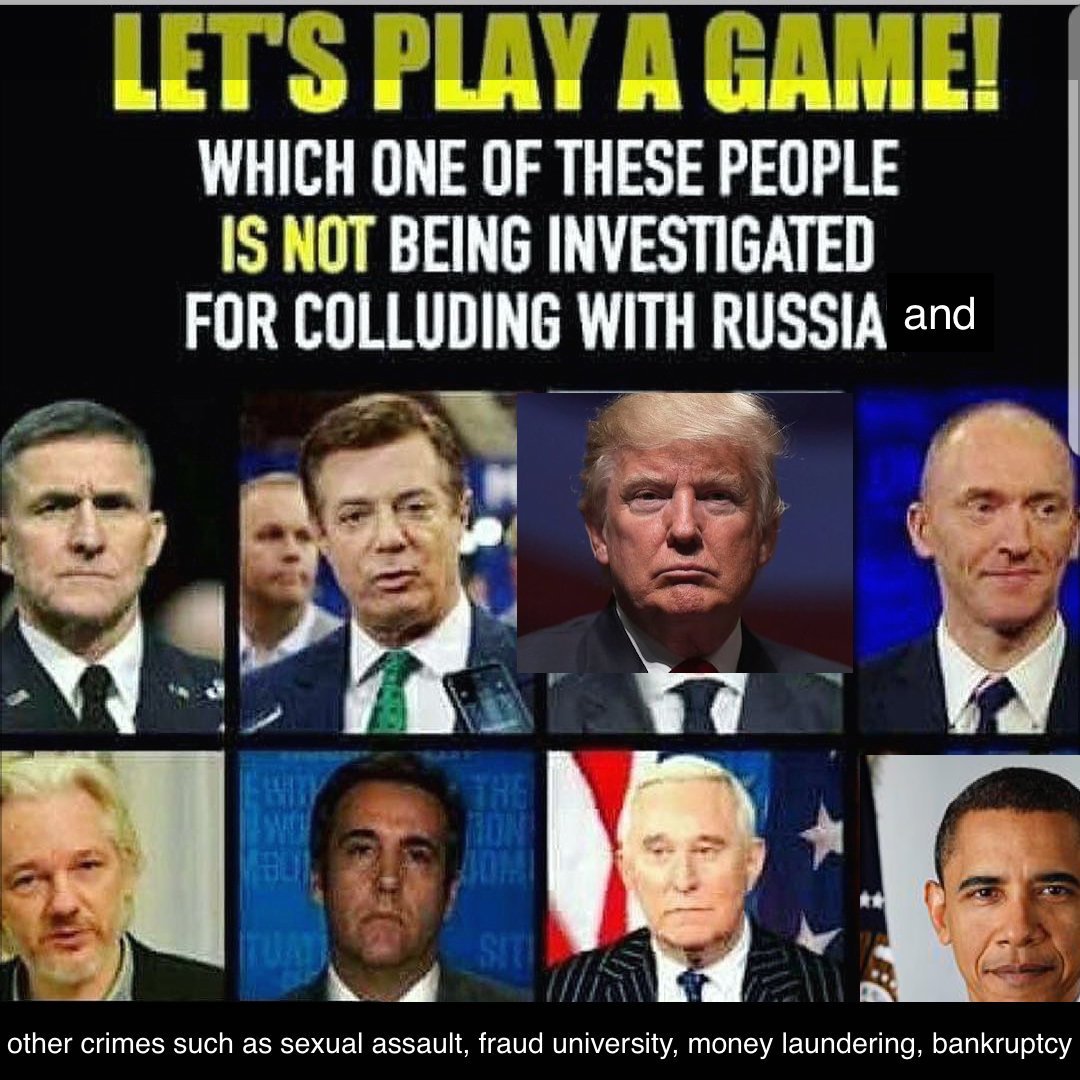 LET'S PLAY A GAME!
WHICH ONE OF THESE PEOPLE
IS NOT BEING INVESTIGATED
FOR COLLUDING WITH RUSSIA and
other crimes such as sexual assault, fraud university, money laundering, bankruptcy